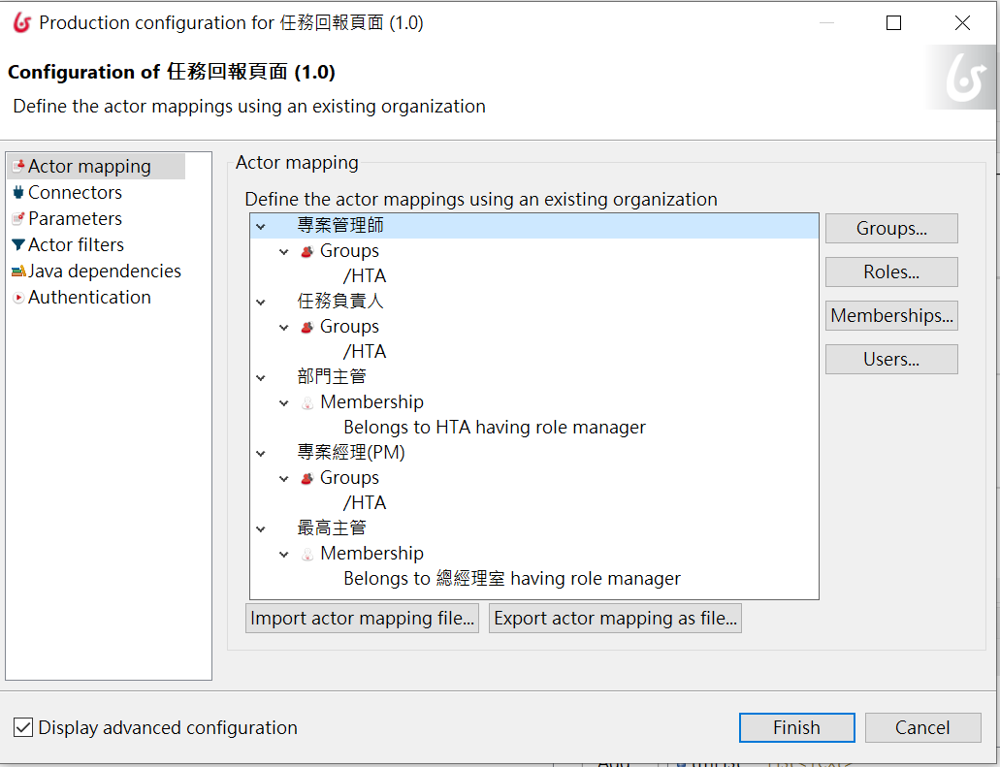 Production configuration for 任務回報頁面 (1.0)
Configuration of 任務回報頁面 (1.0)
Define the actor mappings using an existing organization
Actor mapping
Connectors
Parameters
Actor filters
Java dependencies
Authentication
Actor mapping
Define the actor mappings using an existing organization
專案管理師
Groups
/HTA
任務負責人
Groups
/HTA
部門主管
Membership
Belongs to HTA having role manager
專案經理(PM)
Groups
/HTA
最高主管
Membership
Belongs to 總經理室 having role manager
Groups...
Roles...
Memberships...
Users...
Import actor mapping file...
Export actor mapping as file...
Display advanced configuration
Finish
Cancel